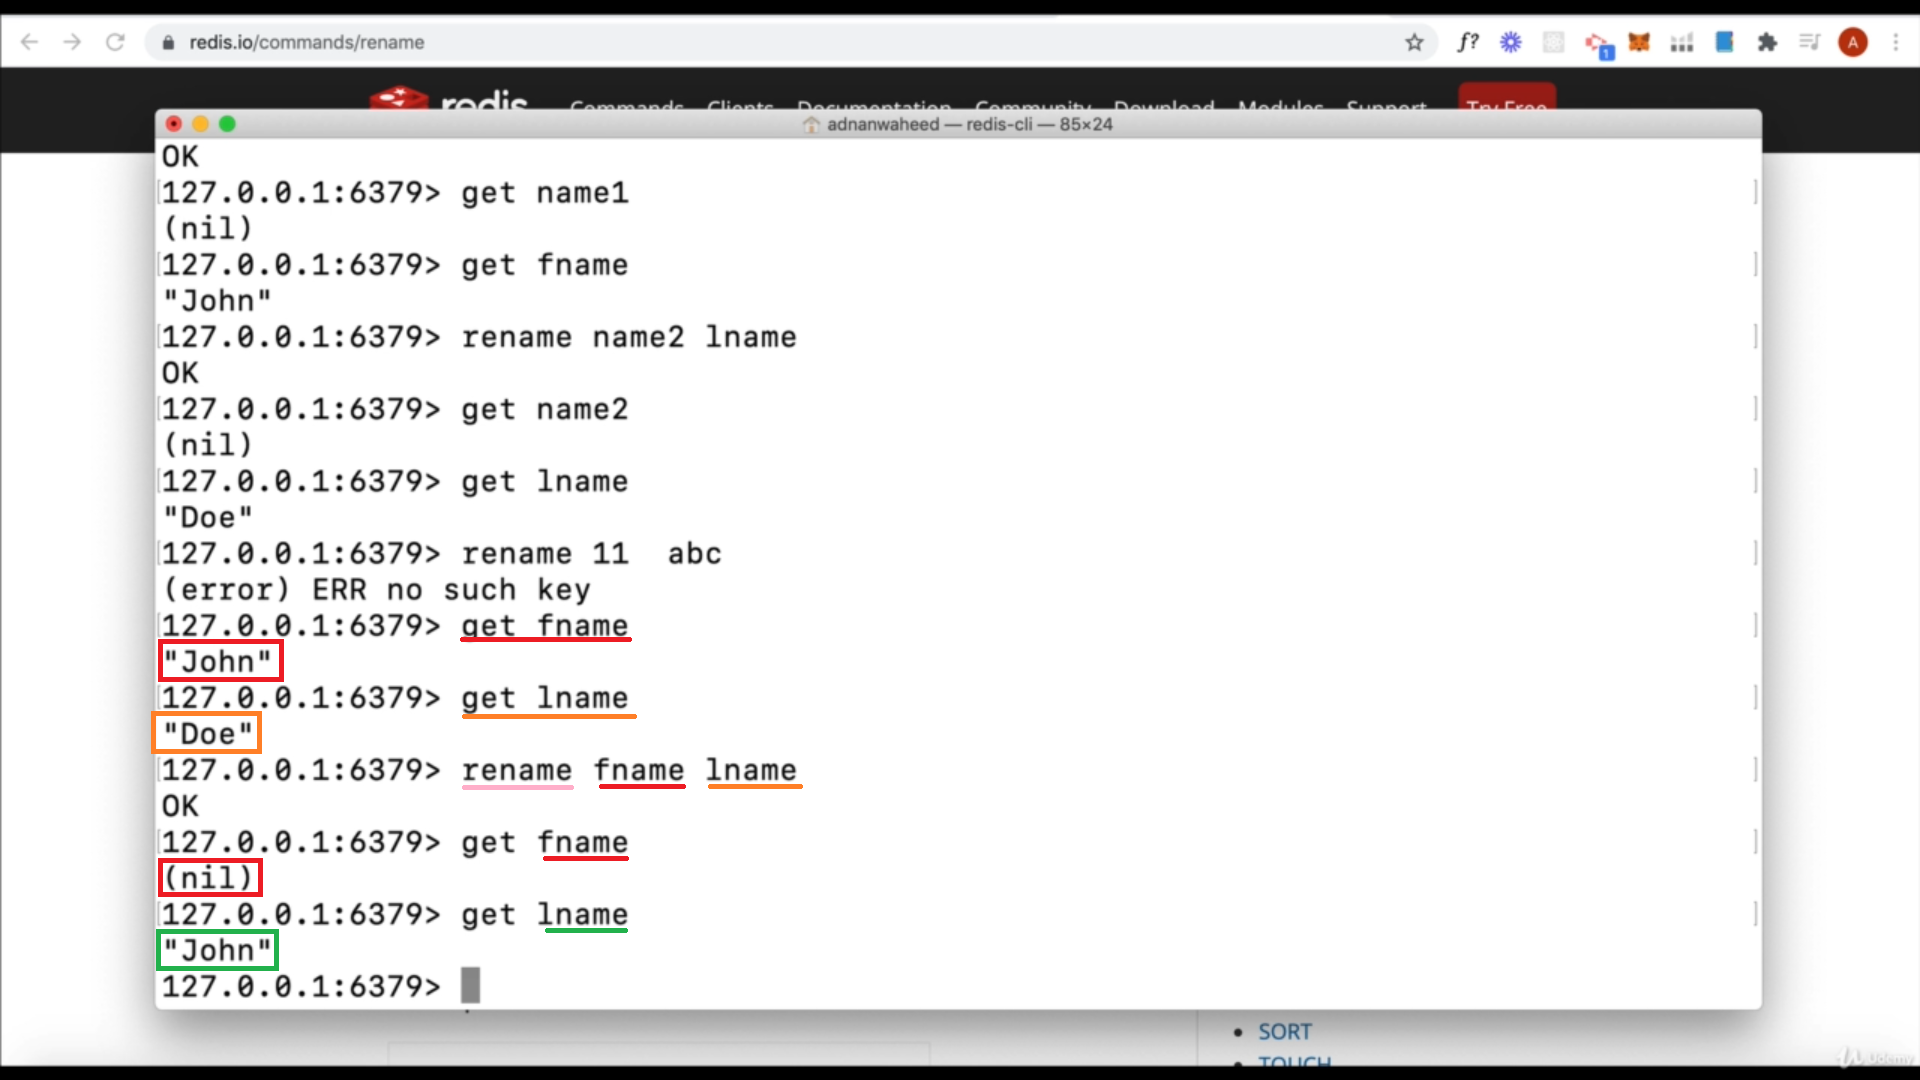 redis.io/commands/rename
f?
1
A
redis
Commands Clients Documentation Community Download Modules Support Try Free
adnanwaheed — redis-cli — 85×24
OK
127.0.0.1:6379> get name1
(nil)
127.0.0.1:6379> get fname
"John"
127.0.0.1:6379> rename name2 lname
OK
127.0.0.1:6379> get name2
(nil)
127.0.0.1:6379> get lname
"Doe"
127.0.0.1:6379> rename 11  abc
(error) ERR no such key
127.0.0.1:6379> get fname
"John"
127.0.0.1:6379> get lname
"Doe"
127.0.0.1:6379> rename fname lname
OK
127.0.0.1:6379> get fname
(nil)
127.0.0.1:6379> get lname
"John"
127.0.0.1:6379>
SORT
TOUCH
Udemy